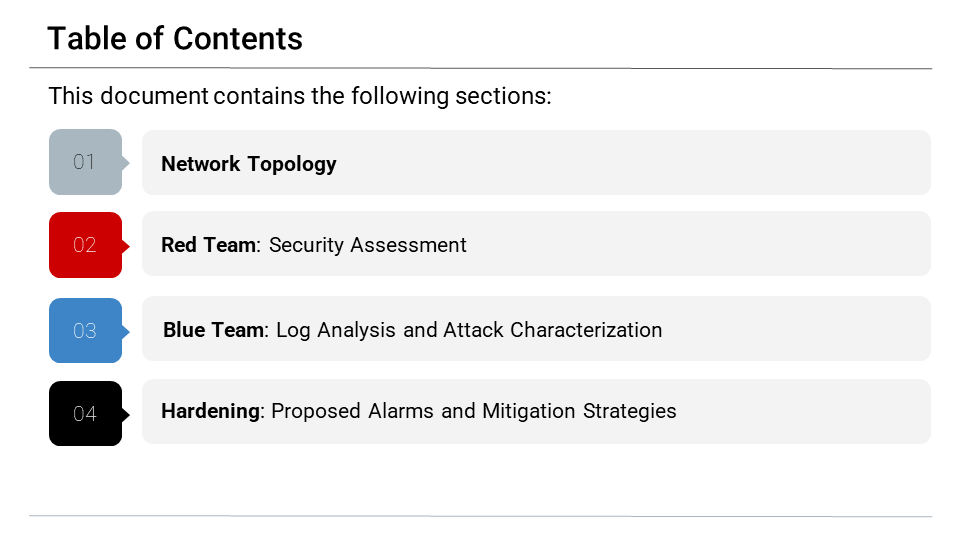 Table of Contents
This document contains the following sections:
01
Network Topology
02
Red Team: Security Assessment
03
Blue Team: Log Analysis and Attack Characterization
04
Hardening: Proposed Alarms and Mitigation Strategies